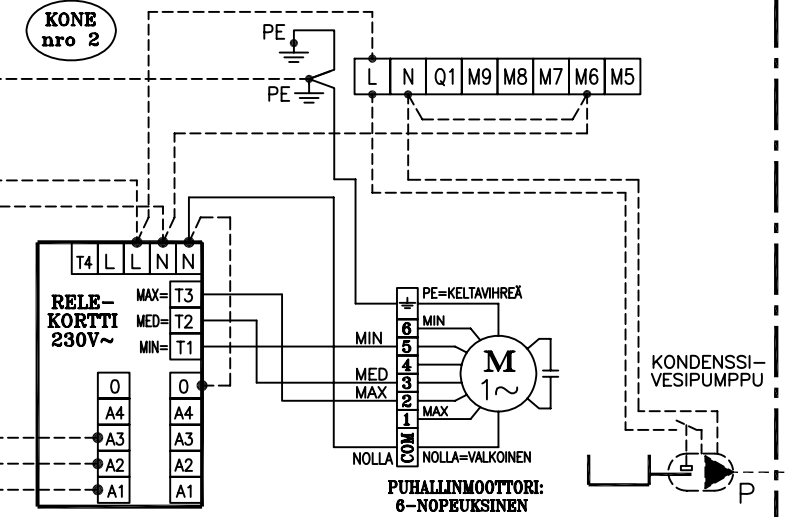 KONE
nro 2
PE
PE
L N Q1 M9 M8 M7 M6 M5
T4 L L N N
RELE-
KORTTI
230V~
MAX= T3
MED= T2
MIN= T1
0 0
A4 A4
A3 A3
A2 A2
A1 A1
MIN
MED
MAX
NOLLA
6
5
4
3
2
1
COM
PE=KELTAVIHREÄ
MIN
MAX
NOLLA=VALKOINEN
M
1~
PUHALLINMOOTTORI:
6-NOPEUKSINEN
KONDENSSI-
VESIPUMPPU
P